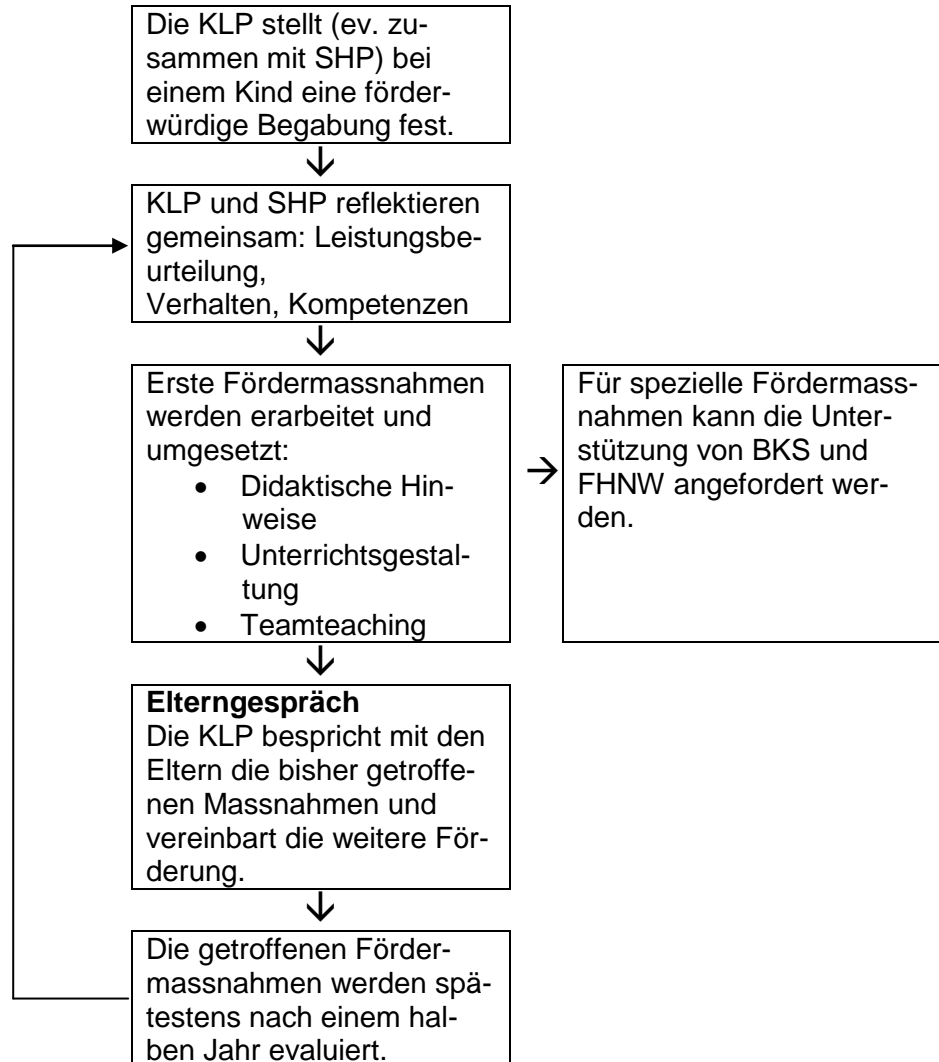 Die KLP stellt (ev. zu-
sammen mit SHP) bei
einem Kind eine förder-
würdige Begabung fest.
KLP und SHP reflektieren
gemeinsam: Leistungsbe-
urteilung,
Verhalten, Kompetenzen
Erste Fördermassnahmen
werden erarbeitet und
umgesetzt:
• Didaktische Hin-
weise
• Unterrichtsgestal-
tung
• Teamteaching
Für spezielle Fördermass-
nahmen kann die Unter-
stützung von BKS und
FHNW angefordert wer-
den.
Elterngespräch
Die KLP bespricht mit den
Eltern die bisher getroffe-
nen Massnahmen und
vereinbart die weitere För-
derung.
Die getroffenen Förder-
massnahmen werden spä-
testens nach einem hal-
ben Jahr evaluiert.